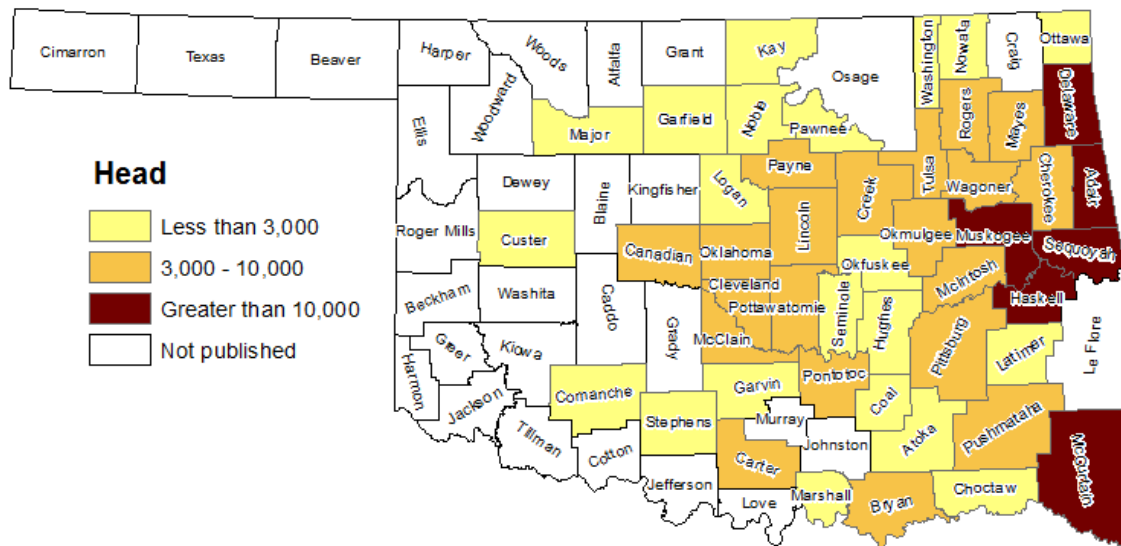 Cimarron
Texas
Beaver
Harper
Woods
Alfalfa
Grant
Kay
Osage
Washington
Nowata
Craig
Ottawa
Ellis
Woodward
Major
Garfield
Noble
Pawnee
Rogers
Mayes
Delaware
Head
Less than 3,000
3,000 - 10,000
Greater than 10,000
Not published
Dewey
Blaine
Kingfisher
Logan
Payne
Creek
Tulsa
Wagoner
Cherokee
Adair
Roger Mills
Custer
Canadian
Oklahoma
Lincoln
Okmulgee
Muskogee
Sequoyah
Okfuskee
McIntosh
Beckham
Washita
Caddo
Grady
Cleveland
Pottawatomie
McClain
Seminole
Hughes
Pittsburg
Haskell
Latimer
Le Flore
Harmon
Greer
Kiowa
Jackson
Comanche
Stephens
Garvin
Pontotoc
Coal
Murray
Johnston
Atoka
Pushmataha
McCurtain
Tillman
Cotton
Jefferson
Carter
Love
Marshall
Bryan
Choctaw